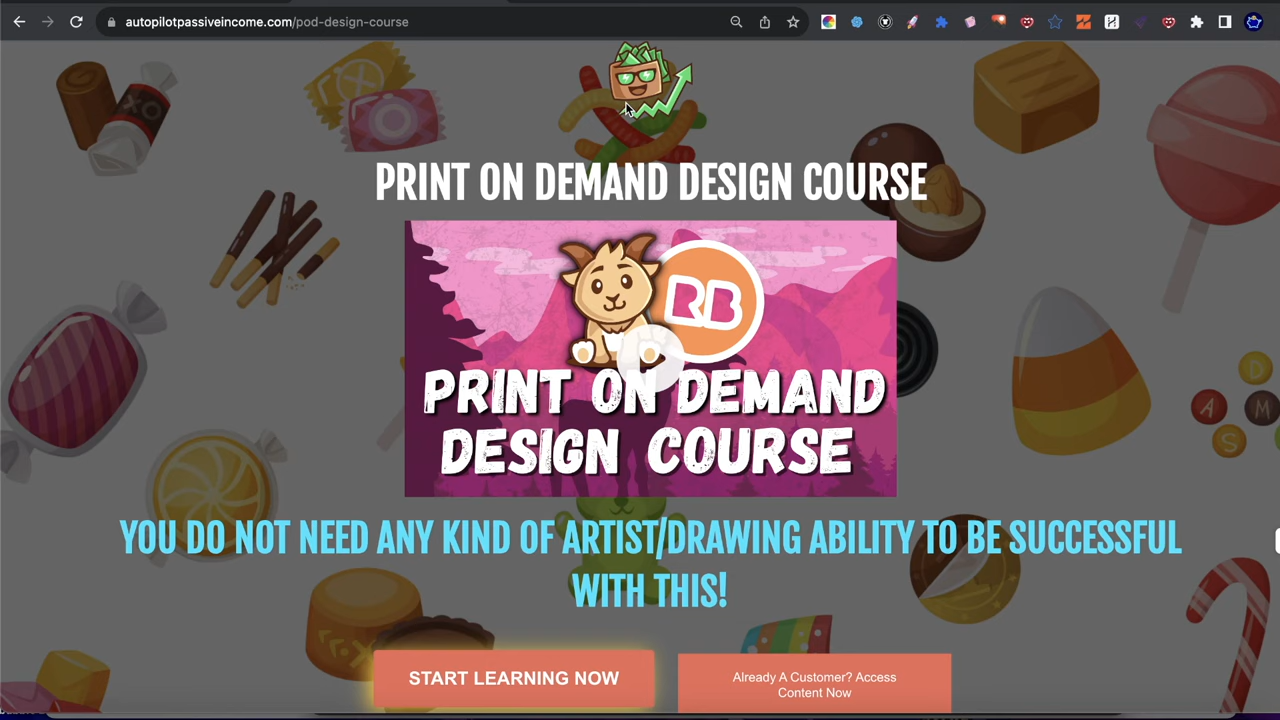 autopilotpassiveincome.com/pod-design-course
XO
PRINT ON DEMAND DESIGN COURSE
RB
PRINT ON DEMAND
DESIGN COURSE
D
A M
S
YOU DO NOT NEED ANY KIND OF ARTIST/DRAWING ABILITY TO BE SUCCESSFUL
WITH THIS!
START LEARNING NOW
Already A Customer? Access
Content Now